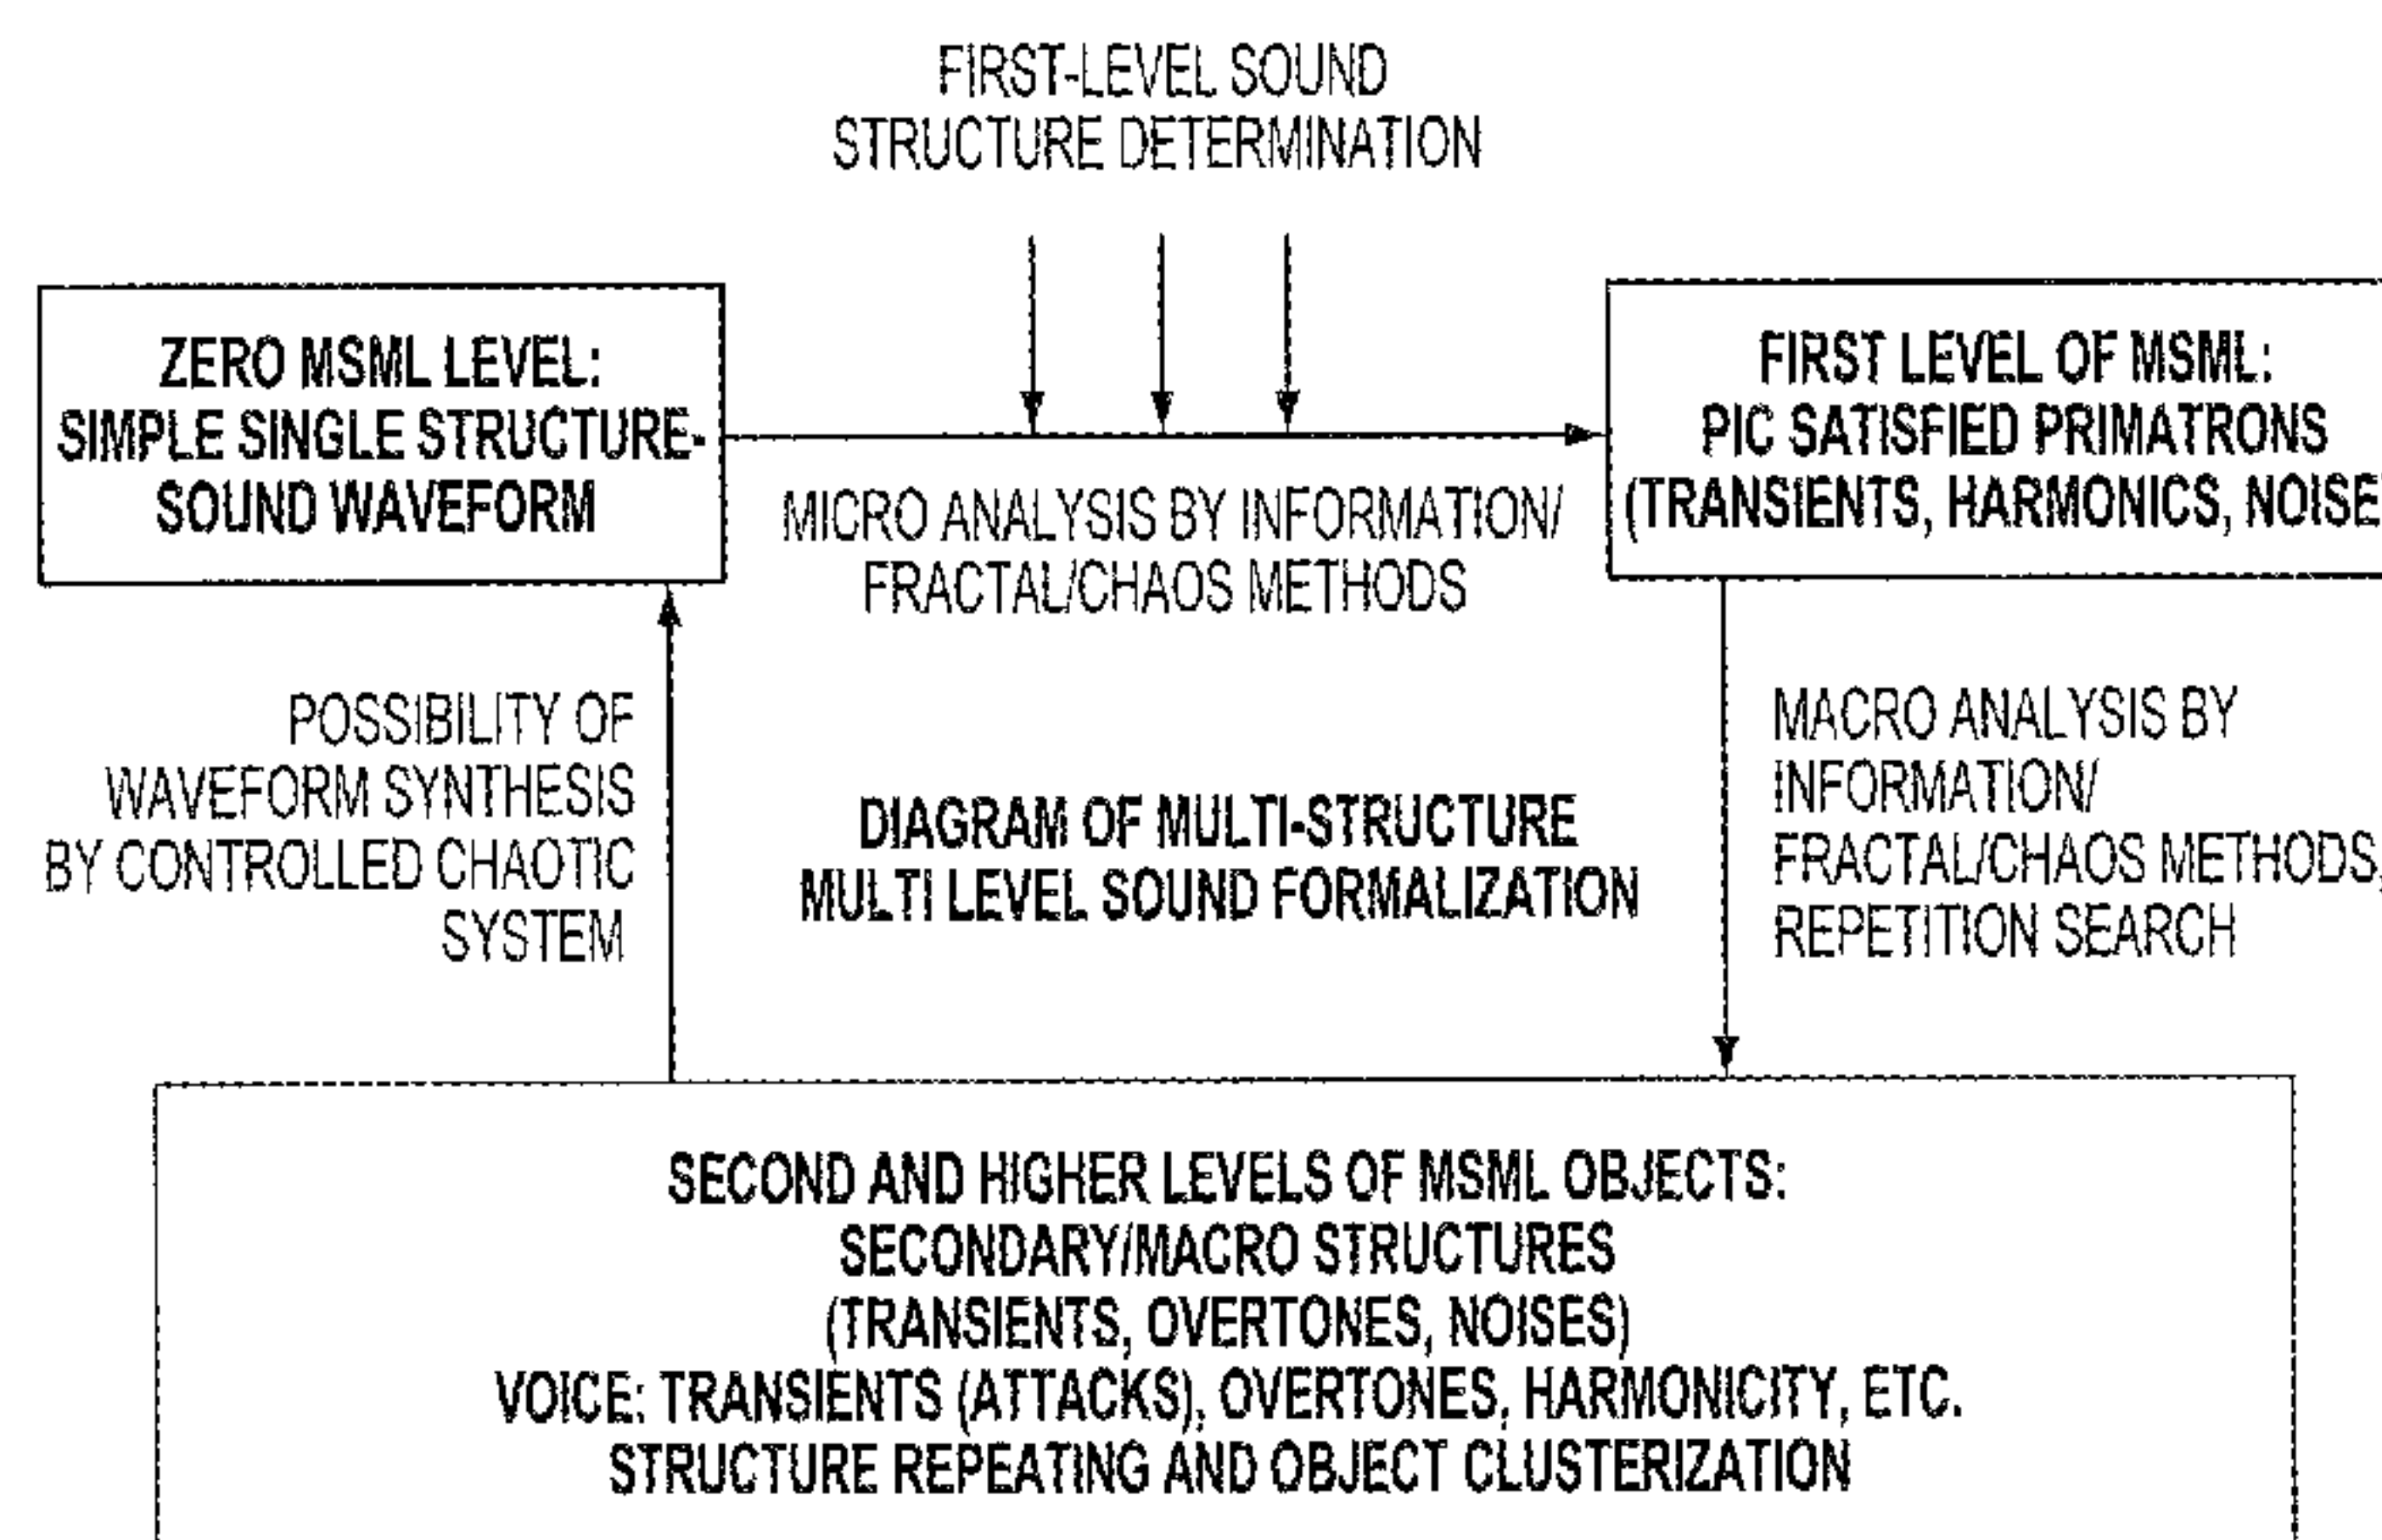 FIRST-LEVEL SOUND
STRUCTURE DETERMINATION
ZERO MSML LEVEL:
SIMPLE SINGLE STRUCTURE-
SOUND WAVEFORM
FIRST LEVEL OF MSML:
PIC SATISFIED PRIMATRONS
(TRANSIENTS, HARMONICS, NOISE
MICRO ANALYSIS BY INFORMATION/
FRACTAL/CHAOS METHODS
POSSIBILITY OF
WAVEFORM SYNTHESIS
BY CONTROLLED CHAOTIC
SYSTEM
DIAGRAM OF MULTI-STRUCTURE
MULTI LEVEL SOUND FORMALIZATION
MACRO ANALYSIS BY
INFORMATION/
FRACTAL/CHAOS METHODS,
REPETITION SEARCH
SECOND AND HIGHER LEVELS OF MSML OBJECTS:
SECONDARY/MACRO STRUCTURES
(TRANSIENTS, OVERTONES, NOISES)
VOICE: TRANSIENTS (ATTACKS), OVERTONES, HARMONICITY, ETC.
STRUCTURE REPEATING AND OBJECT CLUSTERIZATION